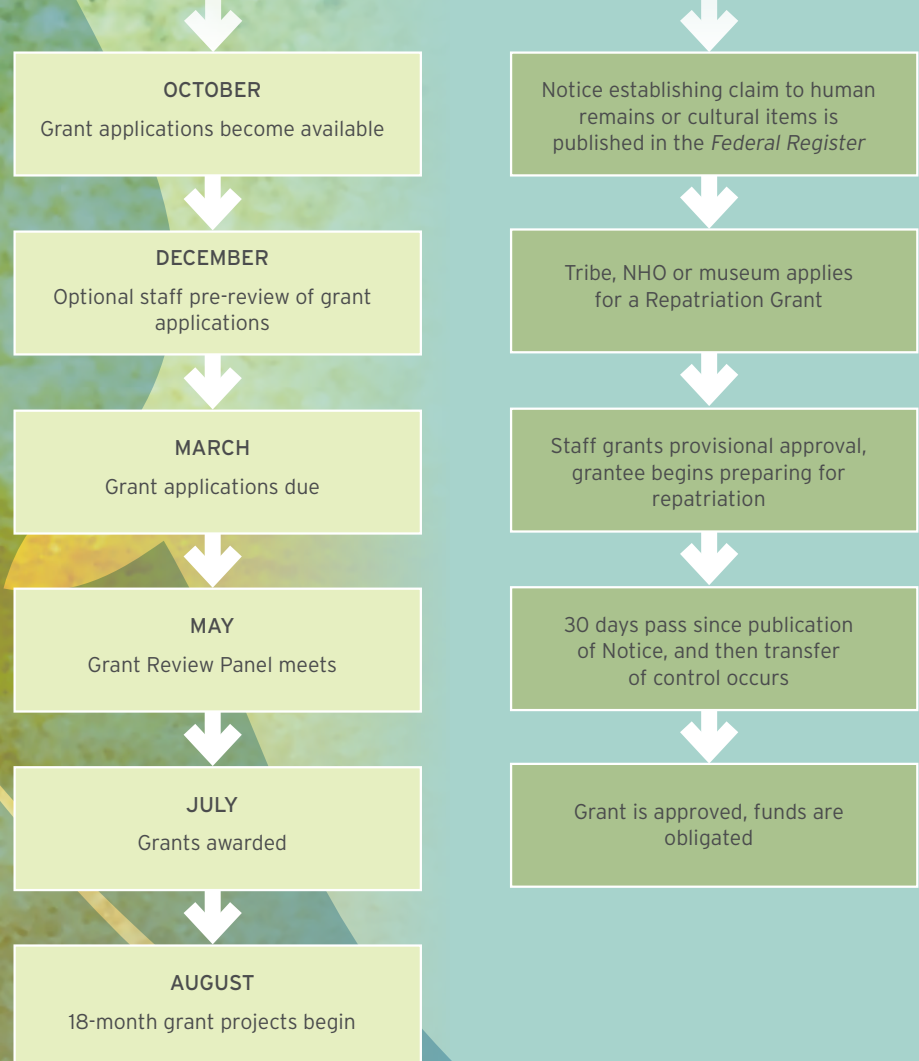 OCTOBER
Grant applications become available
DECEMBER
Optional staff pre-review of grant
applications
MARCH
Grant applications due
MAY
Grant Review Panel meets
JULY
Grants awarded
AUGUST
18-month grant projects begin
Notice establishing claim to human
remains or cultural items is
published in the Federal Register
Tribe, NHO or museum applies
for a Repatriation Grant
Staff grants provisional approval,
grantee begins preparing for
repatriation
30 days pass since publication
of Notice, and then transfer
of control occurs
Grant is approved, funds are
obligated